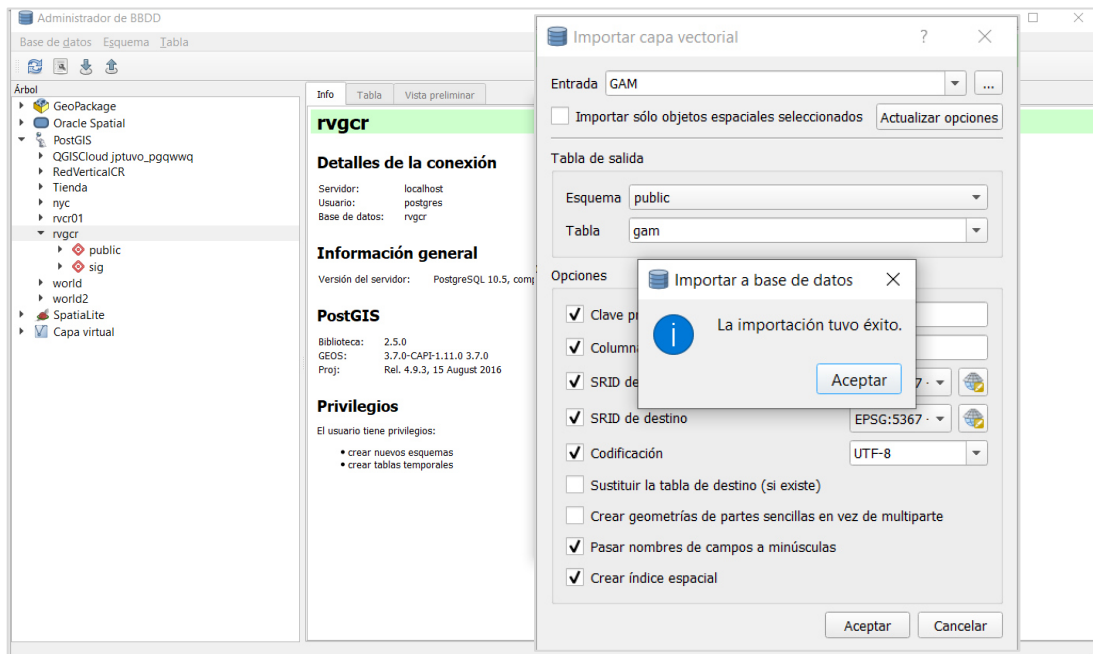 Administrador de BBDD
Base de datos Esquema Tabla
Árbol
GeoPackage
Oracle Spatial
PostGIS
QGISCloud jptuvo_pgqwwq
RedVerticalCR
Tienda
nyc
rvcr01
rvgcr
public
sig
world
world2
SpatiaLite
Capa virtual
Info Tabla Vista preliminar
rvgcr
Detalles de la conexión
Servidor: localhost
Usuario: postgres
Base de datos: rvgcr
Información general
Versión del servidor: PostgreSQL 10.5, comp
PostGIS
Biblioteca: 2.5.0
GEOS: 3.7.0-CAPI-1.11.0 3.7.0
Proj: Rel. 4.9.3, 15 August 2016
Privilegios
El usuario tiene privilegios:
• crear nuevos esquemas
• crear tablas temporales
Importar capa vectorial ?
Entrada GAM ...
Importar sólo objetos espaciales seleccionados Actualizar opciones
Tabla de salida
Esquema public
Tabla gam
Opciones
Clave pr
Column
SRID de 7 ·
SRID de destino EPSG:5367 ·
Codificación UTF-8
Sustituir la tabla de destino (si existe)
Crear geometrías de partes sencillas en vez de multiparte
Pasar nombres de campos a minúsculas
Crear índice espacial
Aceptar Cancelar
Importar a base de datos
La importación tuvo éxito.
Aceptar